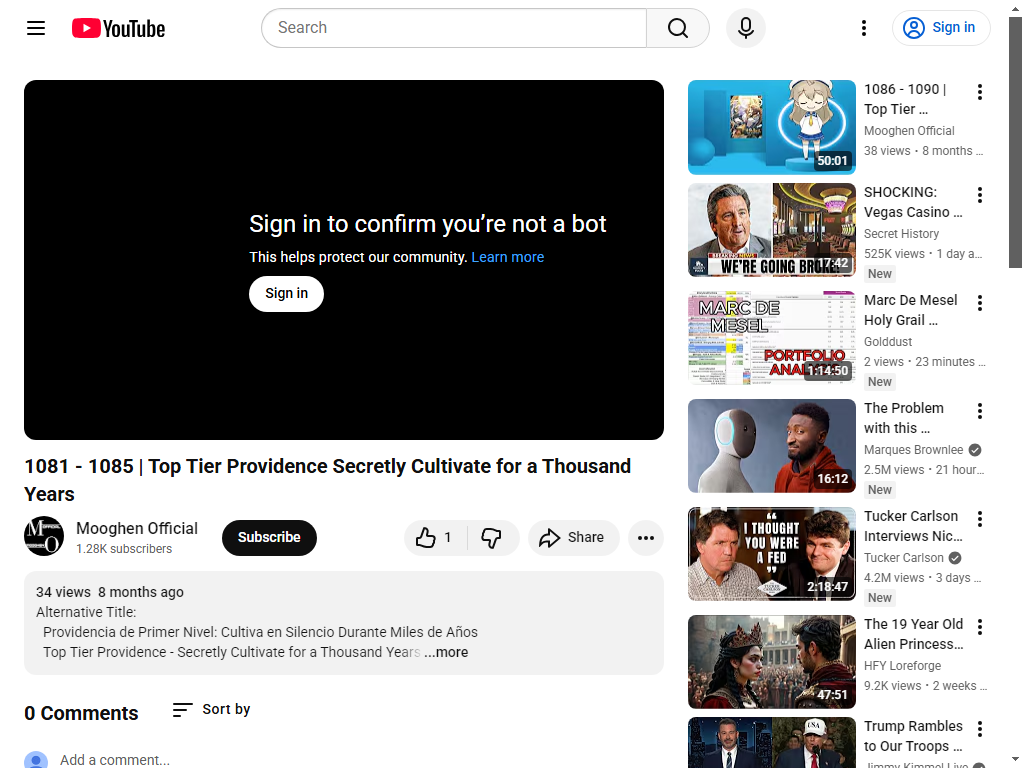 YouTube
Search
Sign in
Sign in to confirm you're not a bot
This helps protect our community. Learn more
Sign in
1081 - 1085 | Top Tier Providence Secretly Cultivate for a Thousand
Years
Mooghen Official
1.28K subscribers
Subscribe
1
Share
34 views 8 months ago
Alternative Title:
Providencia de Primer Nivel: Cultiva en Silencio Durante Miles de Años
Top Tier Providence - Secretly Cultivate for a Thousand Years ...more
0 Comments
Sort by
Add a comment...
50:01
1086 - 1090 |
Top Tier ...
Mooghen Official
38 views • 8 months ...
BREAKING NEWS
WE'RE GOING BROKE!
17:42
SHOCKING:
Vegas Casino ...
Secret History
525K views • 1 day a...
New
MARC DE
MESEL
PORTFOLIO
1:14:50
Marc De Mesel
Holy Grail ...
Golddust
2 views • 23 minutes ...
New
16:12
The Problem
with this ...
Marques Brownlee
2.5M views • 21 hour...
New
"I THOUGHT
YOU WERE
A FED"
2:18:47
Tucker Carlson
Interviews Nic...
Tucker Carlson
4.2M views • 3 days ...
New
47:51
The 19 Year Old
Alien Princess...
HFY Loreforge
9.2K views • 2 weeks ...
USA
Trump Rambles
to Our Troops ...
Jimmy Kimmel Live